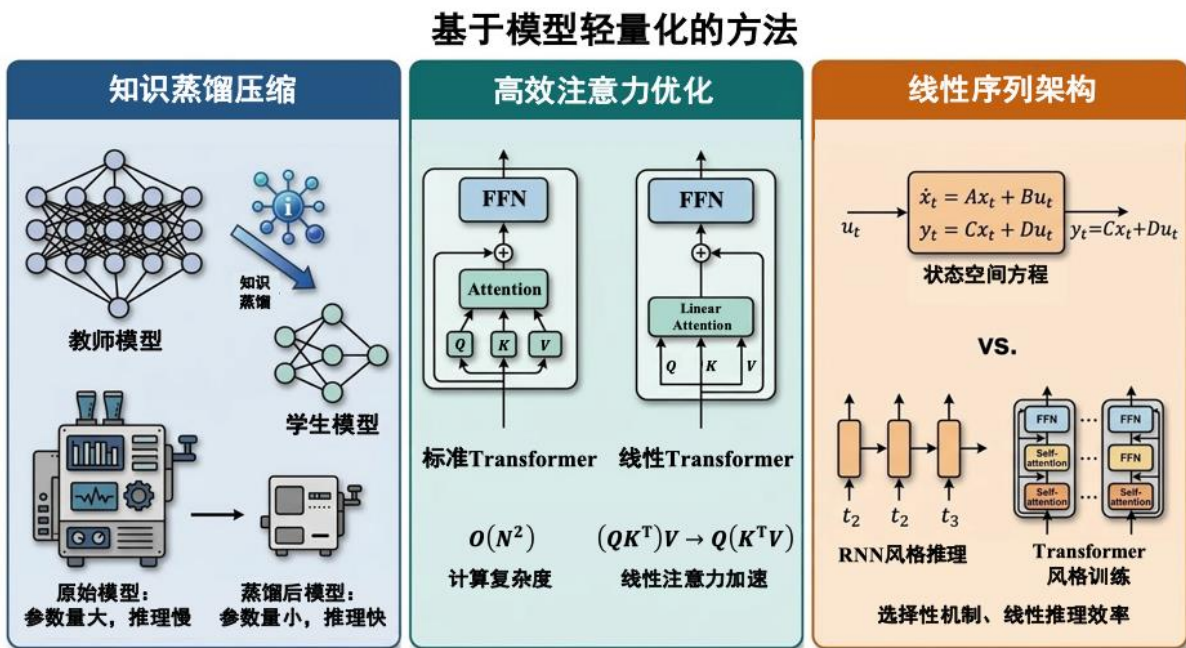 基于模型轻量化的方法
知识蒸馏压缩
i
知识
蒸馏
教师模型
学生模型
原始模型：
参数量大，推理慢
蒸馏后模型：
参数量小，推理快
高效注意力优化
FFN
Attention
Q K V
标准Transformer
FFN
Linear
Attention
Q K V
线性Transformer
O(N²)
计算复杂度
(QKᵀ)V → Q(KᵀV)
线性注意力加速
线性序列架构
uₜ
ẋₜ = Axₜ + Buₜ
yₜ = Cxₜ + Duₜ
yₜ=Cxₜ+Duₜ
状态空间方程
VS.
t₂ t₂ t₃
RNN风格推理
FFN ... FFN
Self-attention ... FFN
Self-attention ... Self-attention
Transformer
风格训练
选择性机制、线性推理效率